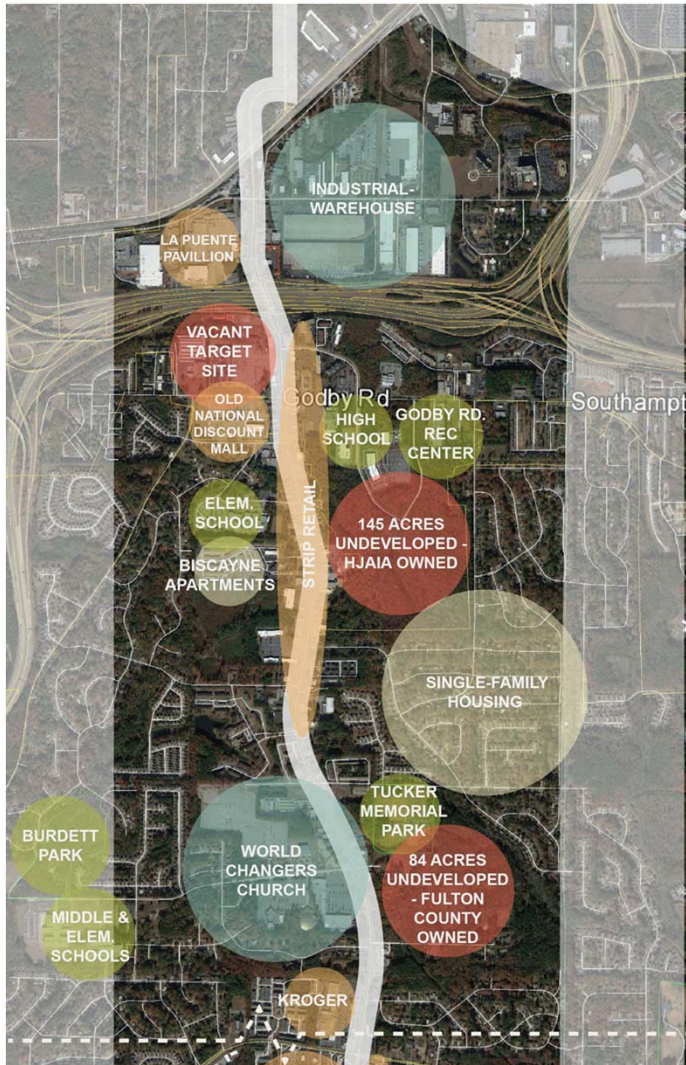 INDUSTRIAL-
WAREHOUSE
LA PUENTE
PAVILLION
VACANT
TARGET
SITE
OLD
NATIONAL
DISCOUNT
MALL
Godby Rd
HIGH
SCHOOL
GODBY RD.
REC
CENTER
Southampt
ELEM.
SCHOOL
STRIP RETAIL
145 ACRES
UNDEVELOPED -
HJAIA OWNED
BISCAYNE
APARTMENTS
SINGLE-FAMILY
HOUSING
TUCKER
MEMORIAL
PARK
BURDETT
PARK
WORLD
CHANGERS
CHURCH
84 ACRES
UNDEVELOPED
- FULTON
COUNTY
OWNED
MIDDLE &
ELEM.
SCHOOLS
KROGER